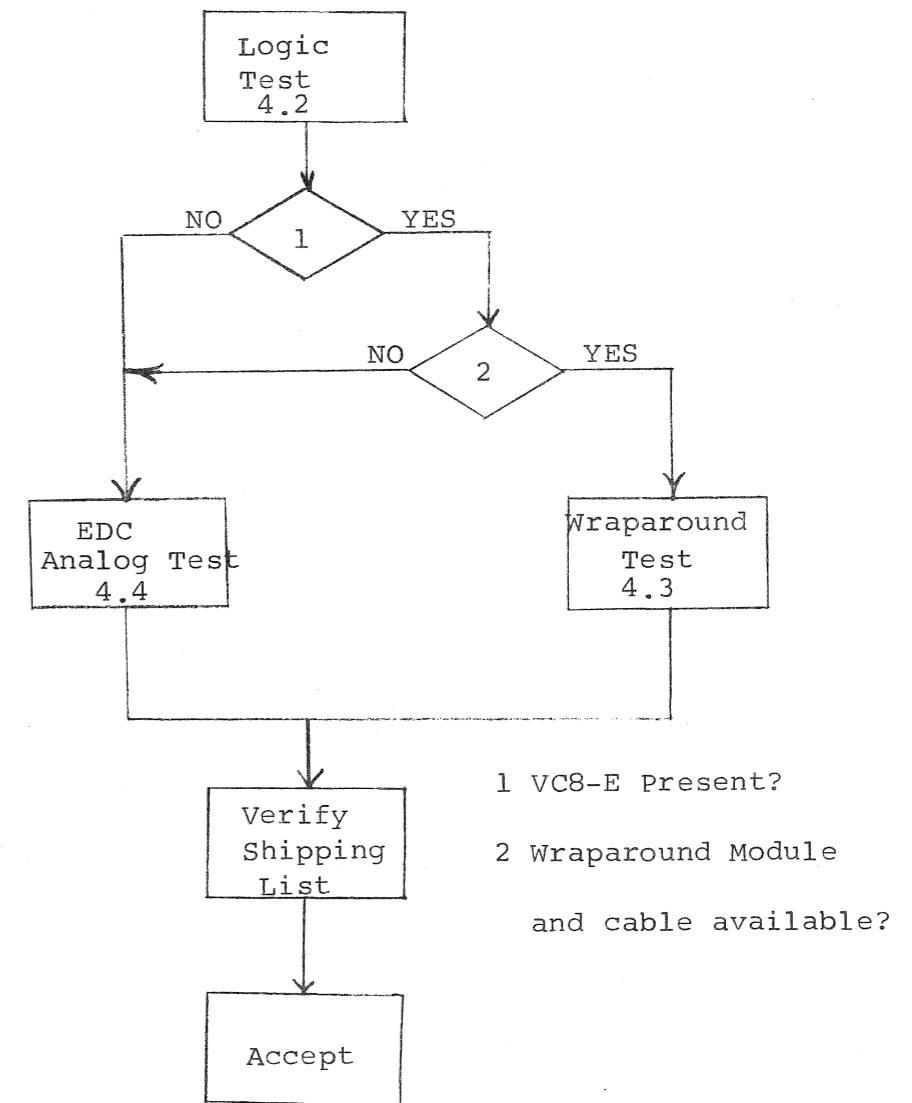 Logic
Test
4.2
NO
YES
1
NO
YES
2
EDC
Analog Test
4.4
Wraparound
Test
4.3
Verify
Shipping
List
1 VC8-E Present?
2 Wraparound Module
and cable available?
Accept